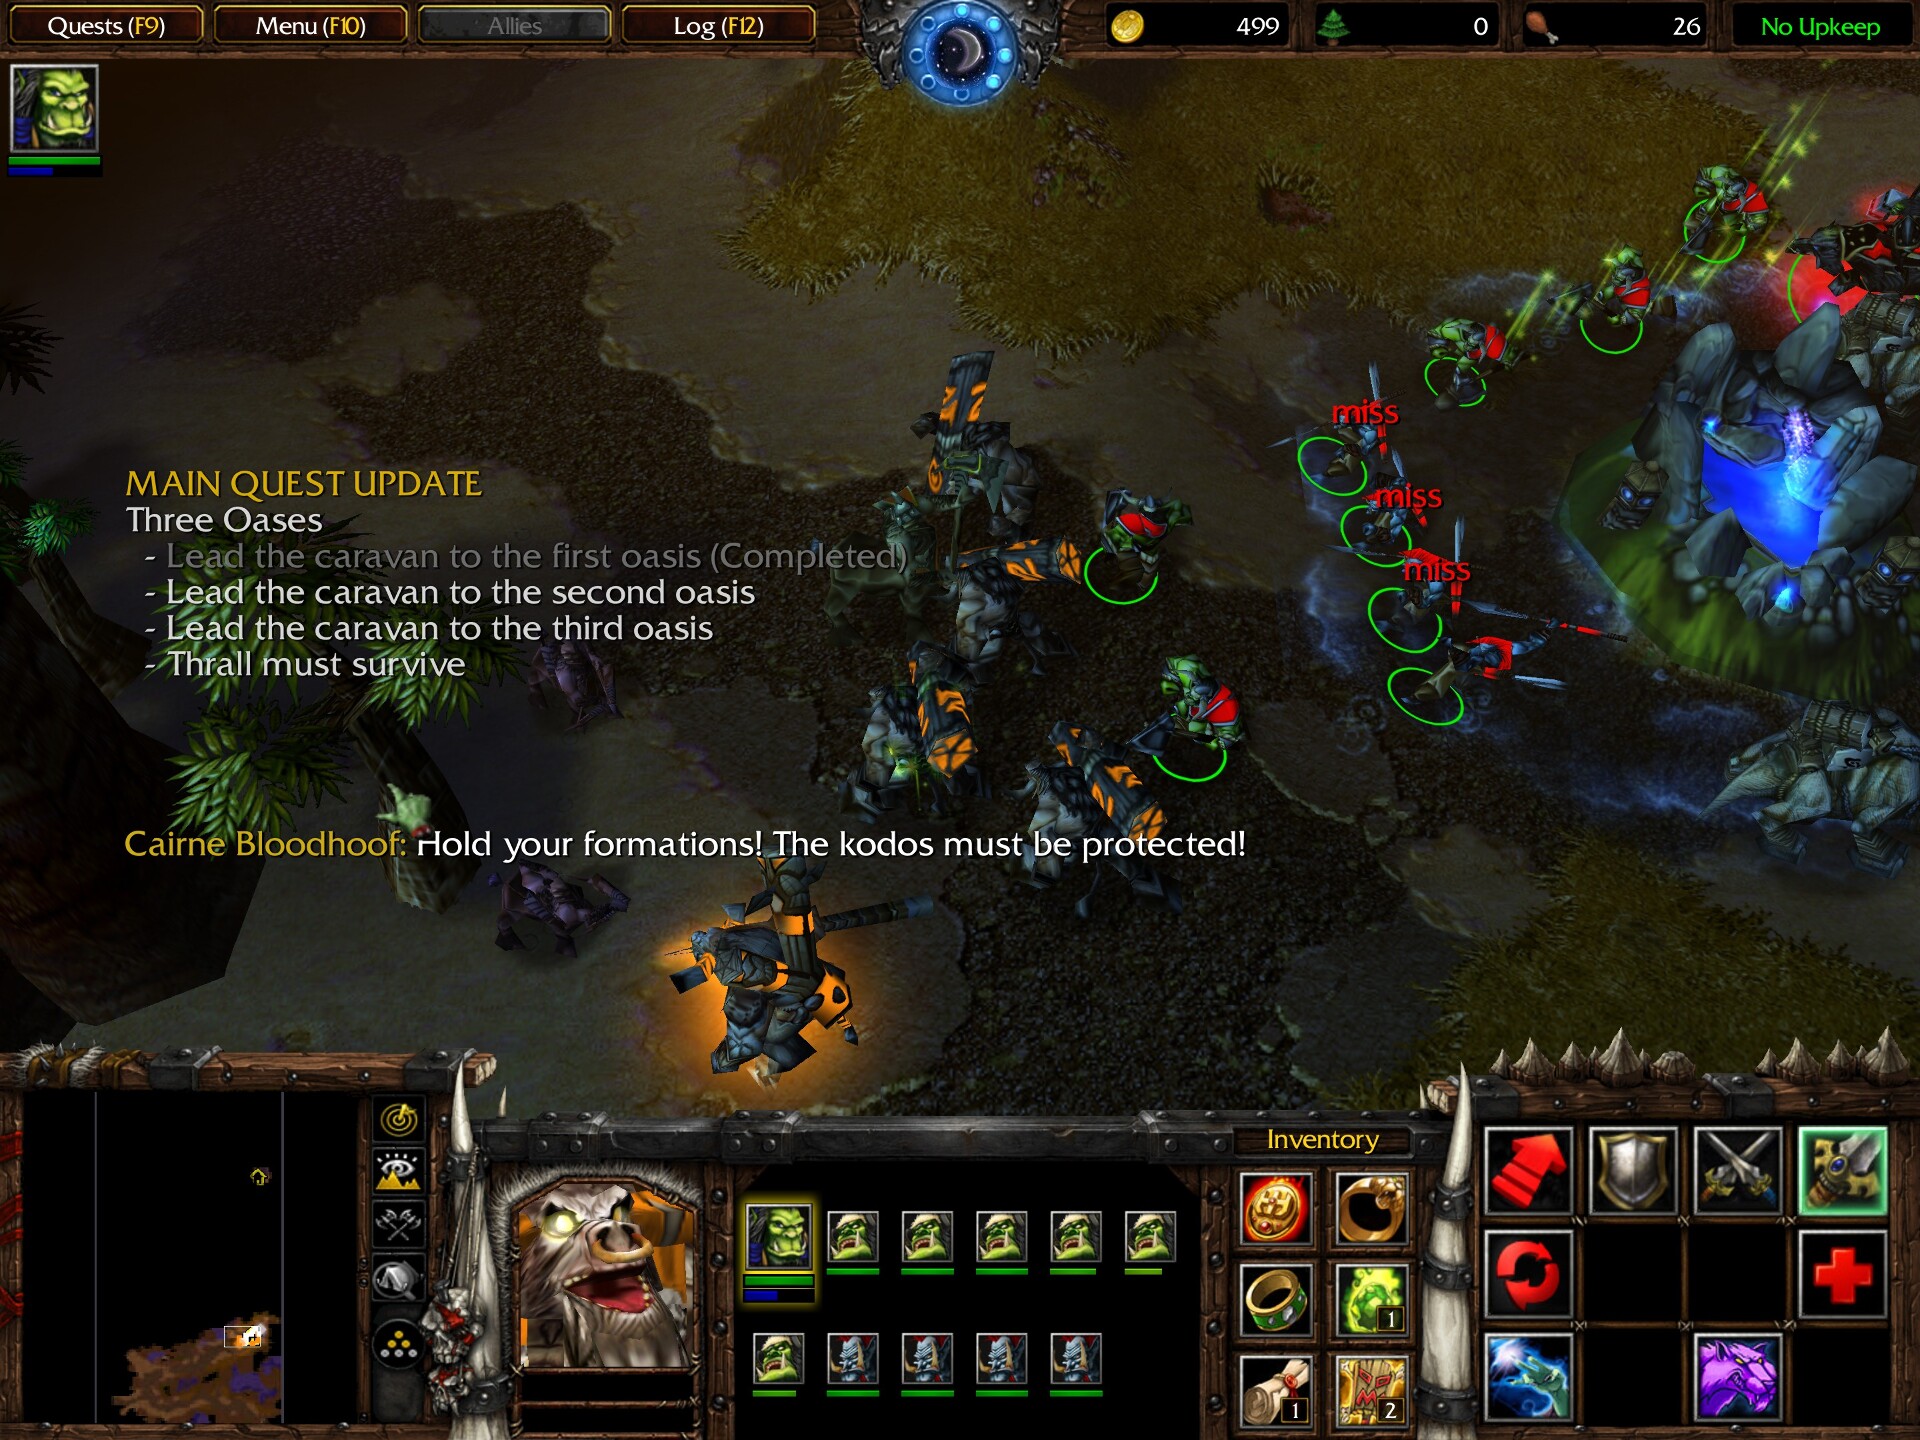 Quests (F9)
Menu (F10)
Allies
Log (F12)
499
0
26
No Upkeep
miss
miss
miss
MAIN QUEST UPDATE
Three Oases
- Lead the caravan to the first oasis (Completed)
- Lead the caravan to the second oasis
- Lead the caravan to the third oasis
- Thrall must survive
Cairne Bloodhoof: Hold your formations! The kodos must be protected!
Inventory
1
1
2